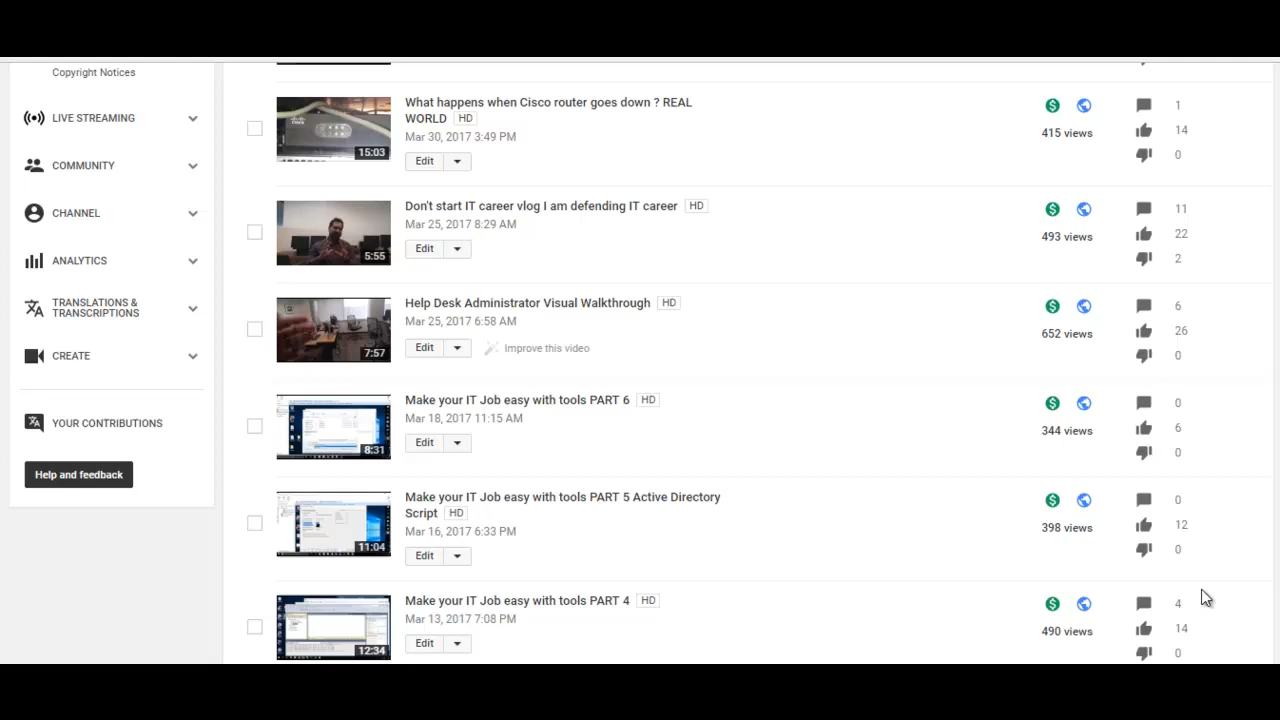 Copyright Notices
LIVE STREAMING
COMMUNITY
CHANNEL
ANALYTICS
TRANSLATIONS &
TRANSCRIPTIONS
CREATE
YOUR CONTRIBUTIONS
Help and feedback
15:03
What happens when Cisco router goes down ? REAL
WORLD HD
Mar 30, 2017 3:49 PM
Edit
415 views
1
14
0
5:55
Don't start IT career vlog I am defending IT career HD
Mar 25, 2017 8:29 AM
Edit
493 views
11
22
2
7:57
Help Desk Administrator Visual Walkthrough HD
Mar 25, 2017 6:58 AM
Edit Improve this video
652 views
6
26
0
8:31
Make your IT Job easy with tools PART 6 HD
Mar 18, 2017 11:15 AM
Edit
344 views
0
6
0
11:04
Make your IT Job easy with tools PART 5 Active Directory
Script HD
Mar 16, 2017 6:33 PM
Edit
398 views
0
12
0
12:34
Make your IT Job easy with tools PART 4 HD
Mar 13, 2017 7:08 PM
Edit
490 views
4
14
0